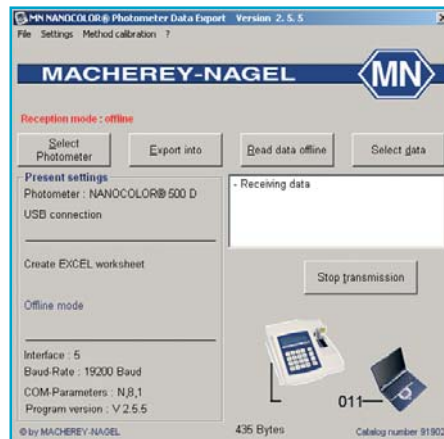 MN NANOCOLOR® Photometer Data Export Version 2. 5. 5
File Settings Method calibration ?
MACHEREY-NAGEL
MN
Reception mode : offline
Select Photometer
Export into
Read data offline
Select data
Present settings
Photometer : NANOCOLOR® 500 D
USB connection
- Receiving data
Create EXCEL worksheet
Stop transmission
Offline mode
Interface : 5
Baud-Rate : 19200 Baud
COM-Parameters : N,8,1
Program version : V 2.5.5
011
© by MACHEREY-NAGEL
435 Bytes
Catalog number 91902